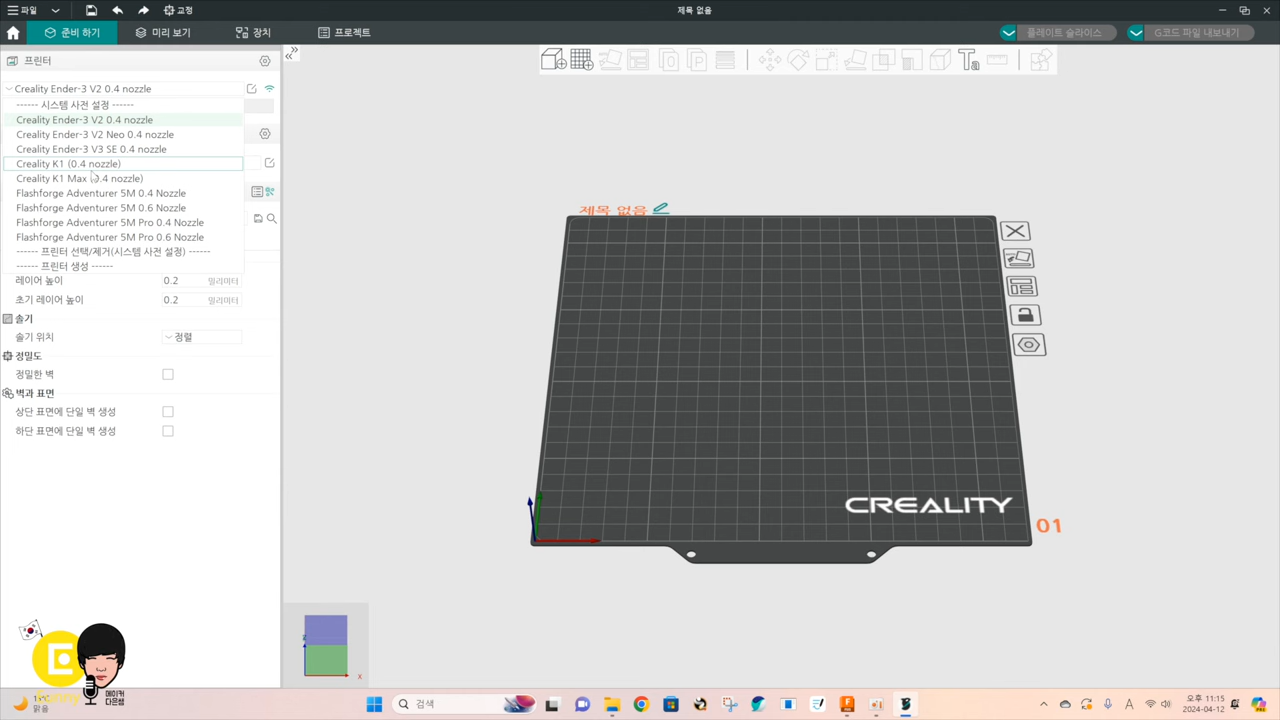 파일
교정
제목 없음
준비 하기
미리 보기
장치
프로젝트
플레이트 슬라이스
G코드 파일 내보내기
프린터
Creality Ender-3 V2 0.4 nozzle
------ 시스템 사전 설정 ------
Creality Ender-3 V2 0.4 nozzle
Creality Ender-3 V2 Neo 0.4 nozzle
Creality Ender-3 V3 SE 0.4 nozzle
Creality K1 (0.4 nozzle)
Creality K1 Max (0.4 nozzle)
Flashforge Adventurer 5M 0.4 Nozzle
Flashforge Adventurer 5M 0.6 Nozzle
Flashforge Adventurer 5M Pro 0.4 Nozzle
Flashforge Adventurer 5M Pro 0.6 Nozzle
------ 프린터 선택/제거(시스템 사전 설정) ------
------ 프린터 생성 ------
레이어 높이 0.2 밀리미터
초기 레이어 높이 0.2 밀리미터
솔기
솔기 위치 정렬
정밀도
정밀한 벽
벽과 표면
상단 표면에 단일 벽 생성
하단 표면에 단일 벽 생성
제목 없음
CREALITY
01
Z
X
메이커
다은쌤
맑음
검색
A
오후 11:15
2024-04-12